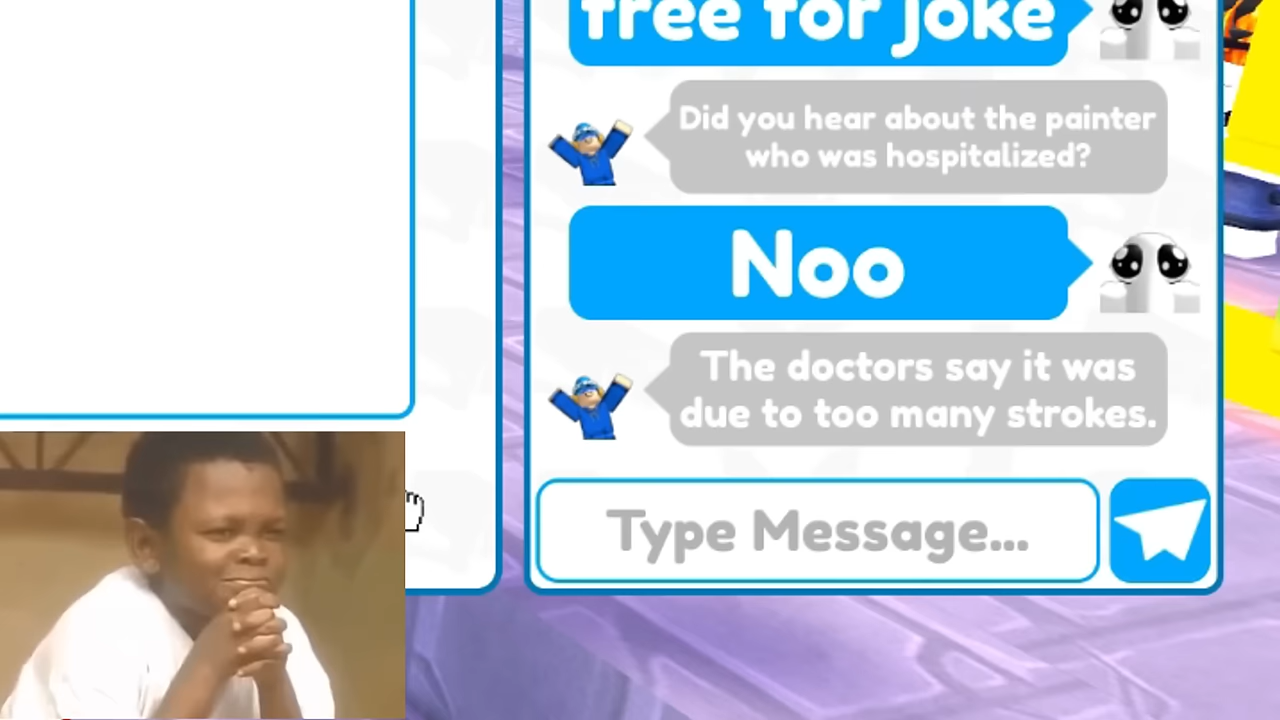 free for joke
Did you hear about the painter
who was hospitalized?
Noo
The doctors say it was
due to too many strokes.
Type Message...